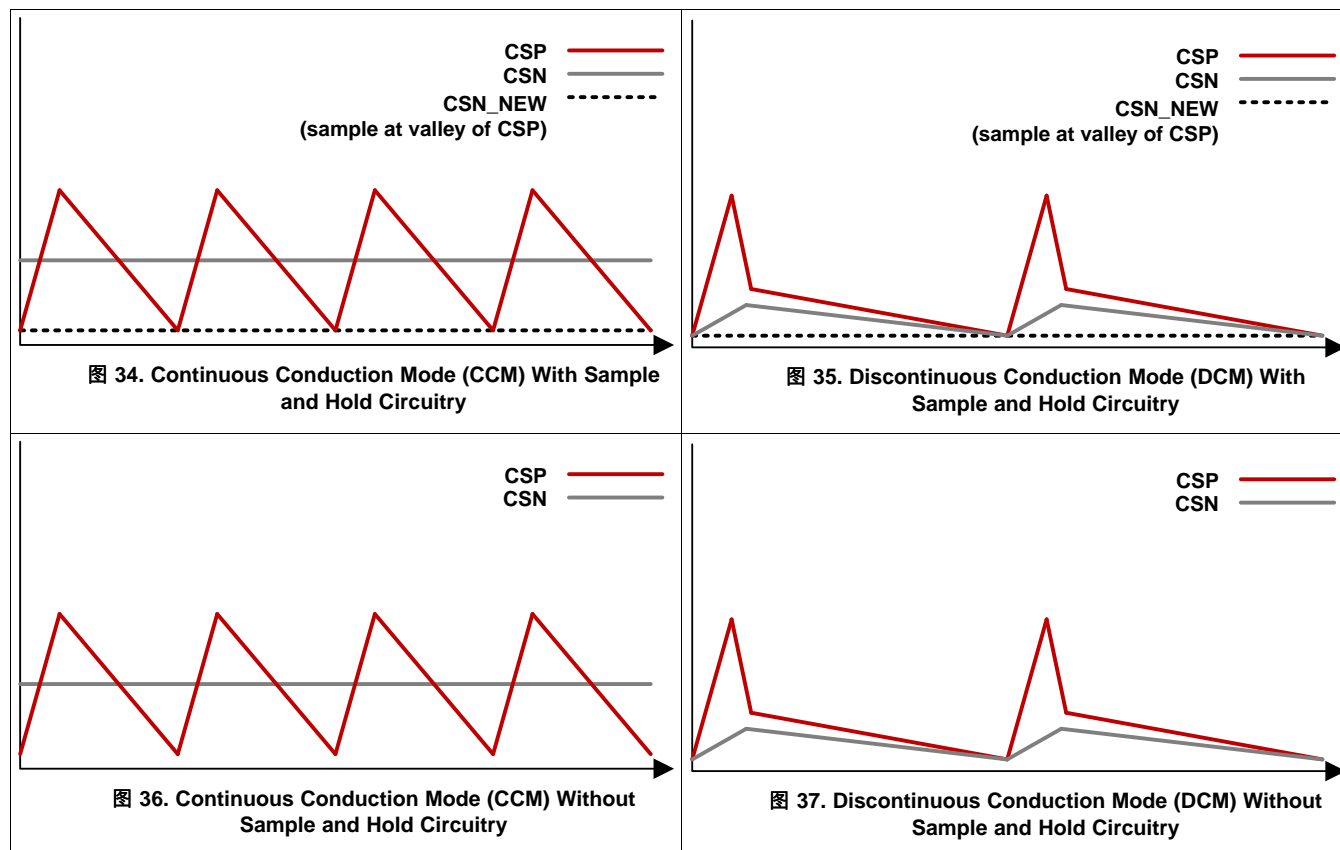 CSP
CSN
CSN_NEW
(sample at valley of CSP)
图 34. Continuous Conduction Mode (CCM) With Sample
and Hold Circuitry
CSP
CSN
CSN_NEW
(sample at valley of CSP)
图 35. Discontinuous Conduction Mode (DCM) With
Sample and Hold Circuitry
CSP
CSN
图 36. Continuous Conduction Mode (CCM) Without
Sample and Hold Circuitry
CSP
CSN
图 37. Discontinuous Conduction Mode (DCM) Without
Sample and Hold Circuitry